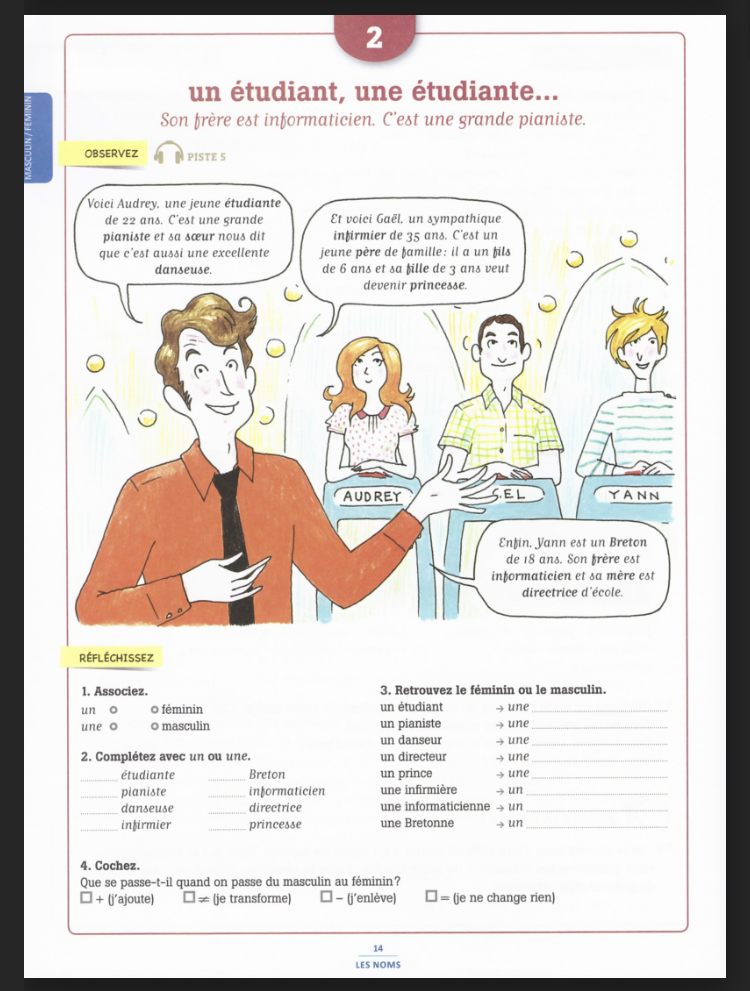 2
un étudiant, une étudiante...
Son frère est informaticien. C'est une grande pianiste.
MASCULIN / FÉMININ
OBSERVEZ
PISTE 5
Voici Audrey, une jeune étudiante
de 22 ans. C'est une grande
pianiste et sa sœur nous dit
que c'est aussi une excellente
danseuse.
Et voici Gaël, un sympathique
infirmier de 35 ans. C'est un
jeune père de famille : il a un fils
de 6 ans et sa fille de 3 ans veut
devenir princesse.
AUDREY
EL
YANN
Enfin, Yann est un Breton
de 18 ans. Son frère est
informaticien et sa mère est
directrice d'école.
RÉFLÉCHISSEZ
1. Associez.
un féminin
une masculin
2. Complétez avec un ou une.
étudiante Breton
pianiste informaticien
danseuse directrice
infirmier princesse
3. Retrouvez le féminin ou le masculin.
un étudiant → une
un pianiste → une
un danseur → une
un directeur → une
un prince → une
une infirmière → un
une informaticienne → un
une Bretonne → un
4. Cochez.
Que se passe-t-il quand on passe du masculin au féminin ?
☐ + (j'ajoute) ☐ ≠ (je transforme) ☐ – (j'enlève) ☐ = (je ne change rien)
14
LES NOMS